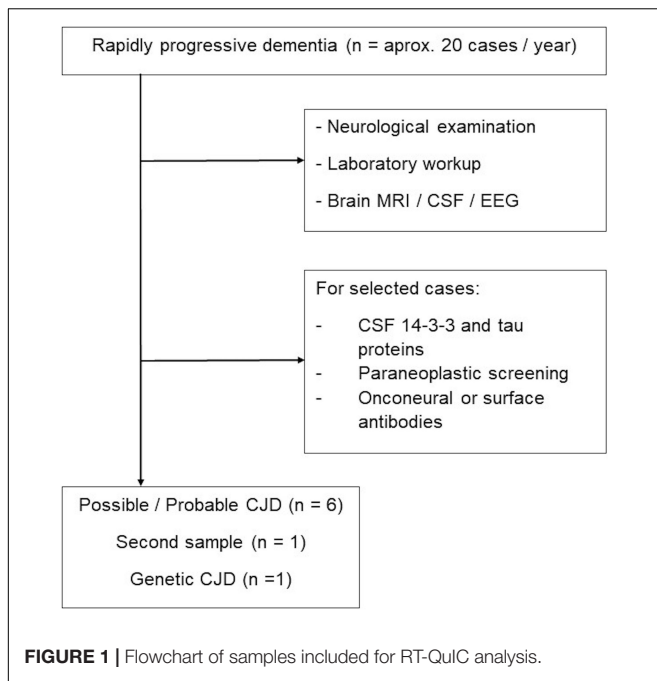 Rapidly progressive dementia (n = aprox. 20 cases / year)
- Neurological examination
- Laboratory workup
- Brain MRI / CSF / EEG
For selected cases:
- CSF 14-3-3 and tau
proteins
- Paraneoplastic screening
- Onconeural or surface
antibodies
Possible / Probable CJD (n = 6)
Second sample (n = 1)
Genetic CJD (n =1)
FIGURE 1 | Flowchart of samples included for RT-QuIC analysis.